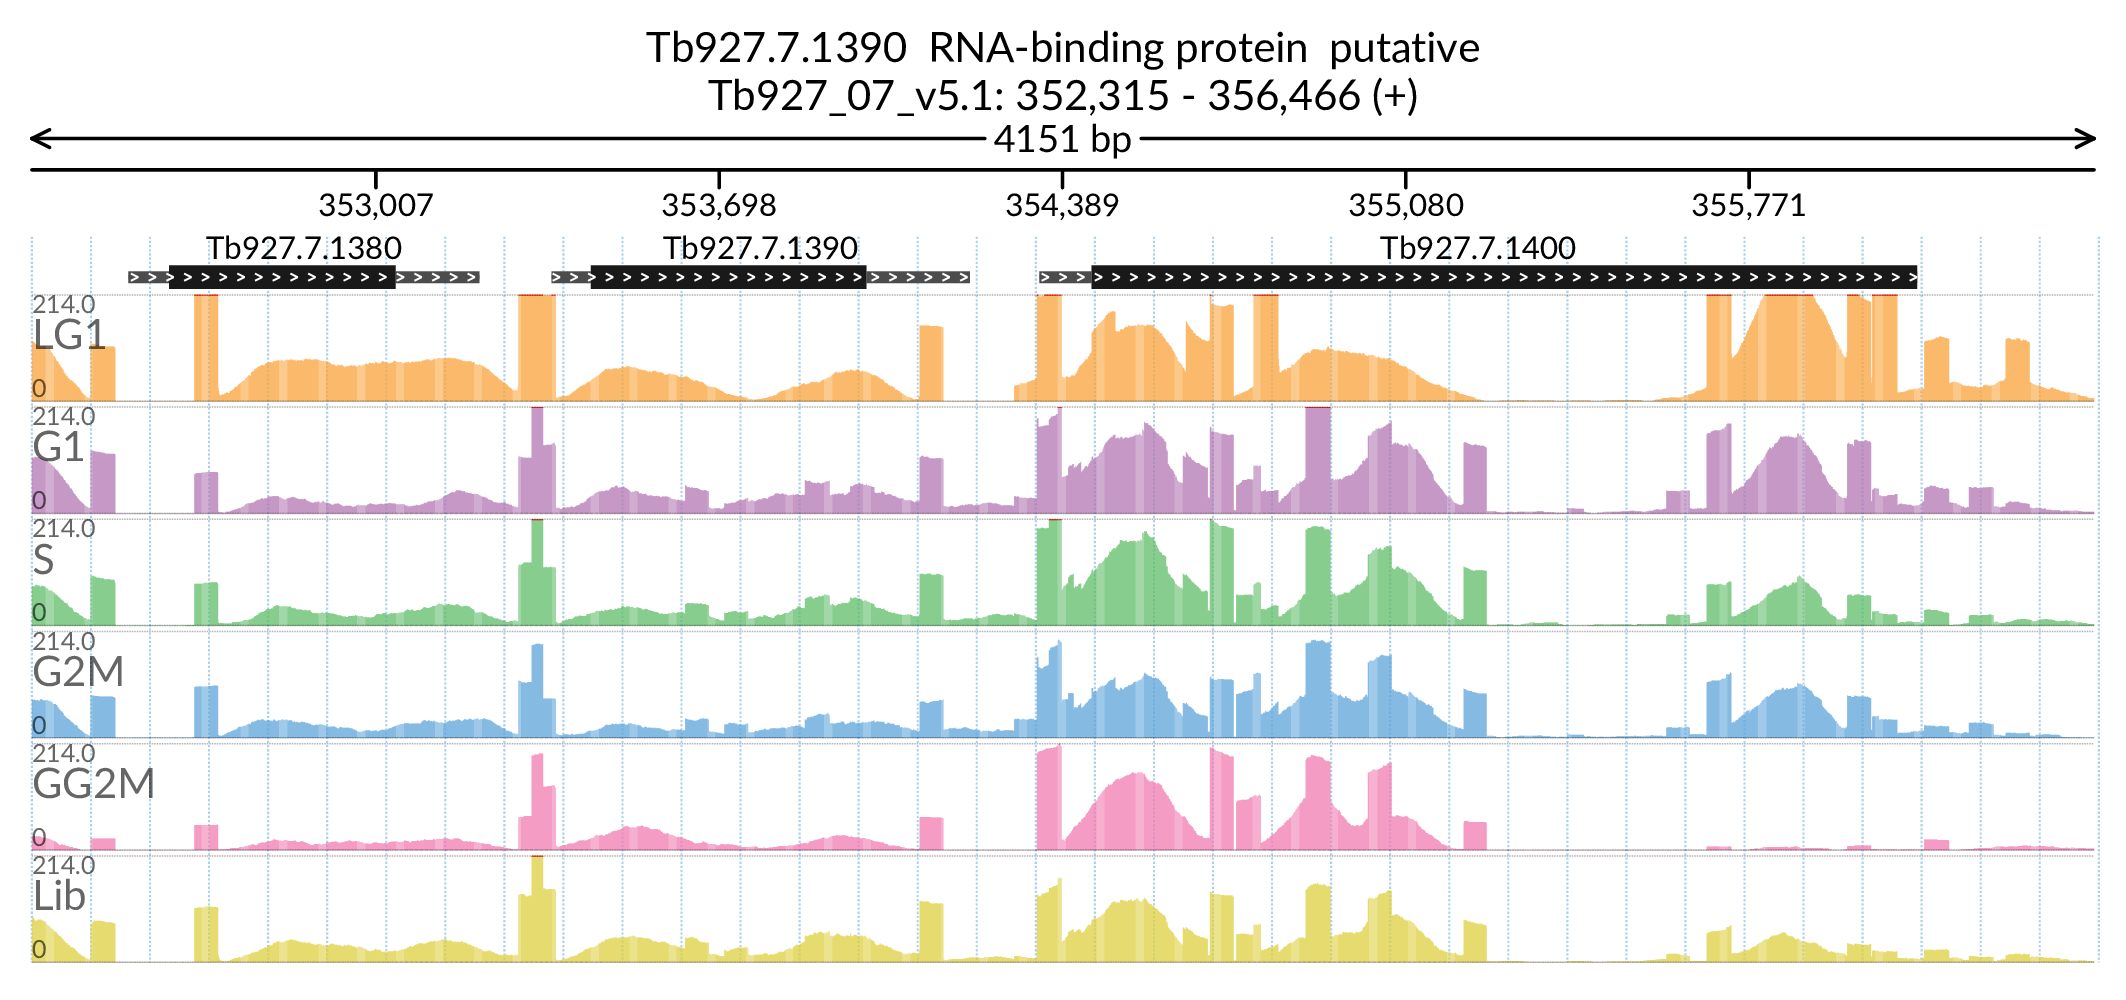 Tb927.7.1390 RNA-binding protein putative
Tb927_07_v5.1: 352,315 - 356,466 (+)
4151 bp
353,007 353,698 354,389 355,080 355,771
Tb927.7.1380 Tb927.7.1390 Tb927.7.1400
214.0
LG1
0
214.0
G1
0
214.0
S
0
214.0
G2M
0
214.0
GG2M
0
214.0
Lib
0